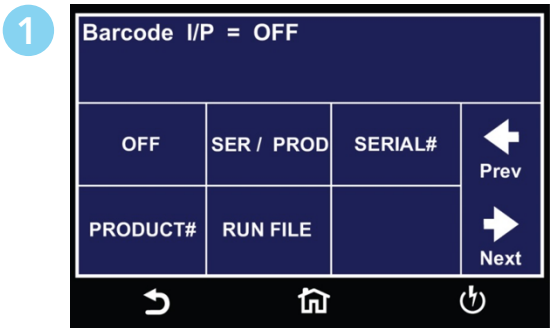 1
Barcode I/P = OFF
OFF
SER / PROD
SERIAL#
Prev
PRODUCT#
RUN FILE
Next